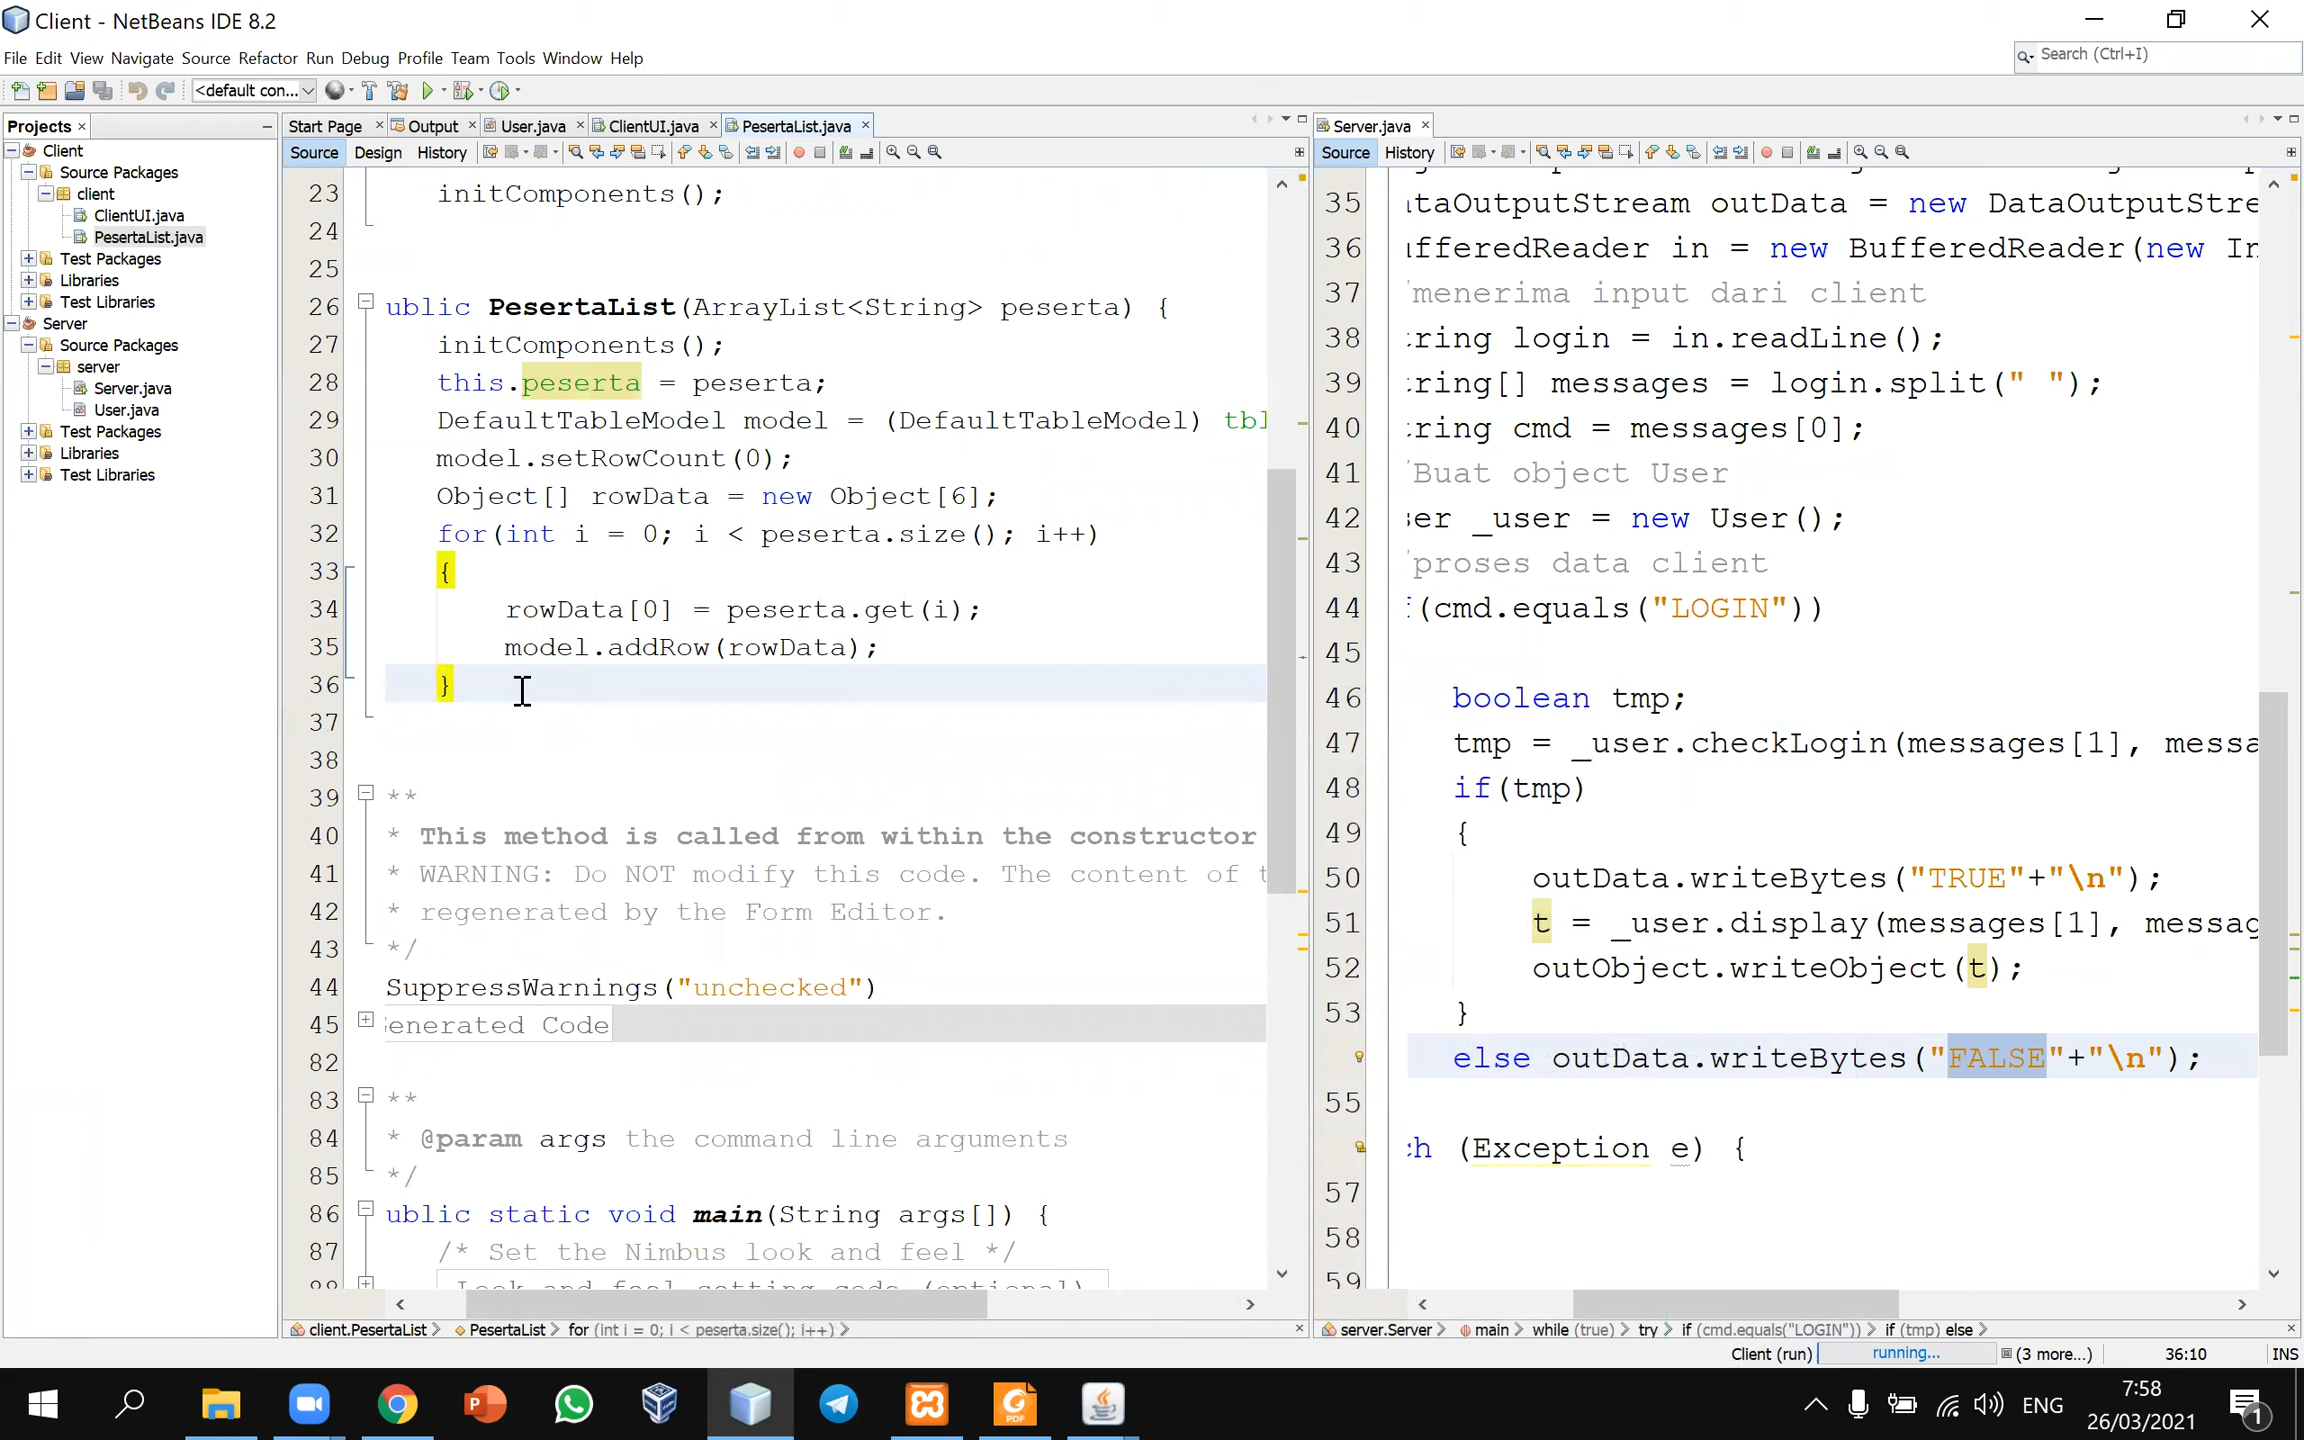 Client - NetBeans IDE 8.2
File Edit View Navigate Source Refactor Run Debug Profile Team Tools Window Help
Search (Ctrl+I)
<default con...
Projects
Client
Source Packages
client
ClientUI.java
PesertaList.java
Test Packages
Libraries
Test Libraries
Server
Source Packages
server
Server.java
User.java
Test Packages
Libraries
Test Libraries
Start Page Output User.java ClientUI.java PesertaList.java
Source Design History
23 initComponents();
24
25
26 ublic PesertaList(ArrayList<String> peserta) {
27 initComponents();
28 this.peserta = peserta;
29 DefaultTableModel model = (DefaultTableModel) tbl
30 model.setRowCount(0);
31 Object[] rowData = new Object[6];
32 for(int i = 0; i < peserta.size(); i++)
33 {
34 rowData[0] = peserta.get(i);
35 model.addRow(rowData);
36 }
37
38
39 **
40 * This method is called from within the constructor
41 * WARNING: Do NOT modify this code. The content of t
42 * regenerated by the Form Editor.
43 */
44 SuppressWarnings("unchecked")
45 Generated Code
82
83 **
84 * @param args the command line arguments
85 */
86 ublic static void main(String args[]) {
87 /* Set the Nimbus look and feel */
88 Look and feel setting code (optional)
client.PesertaList PesertaList for (int i = 0; i < peserta.size(); i++)
Server.java
Source History
35 taOutputStream outData = new DataOutputStre
36 fferedReader in = new BufferedReader(new In
37 menerima input dari client
38 ring login = in.readLine();
39 ring[] messages = login.split(" ");
40 ring cmd = messages[0];
41 Buat object User
42 ser _user = new User();
43 proses data client
44 f(cmd.equals("LOGIN"))
45
46 boolean tmp;
47 tmp = _user.checkLogin(messages[1], messa
48 if(tmp)
49 {
50 outData.writeBytes("TRUE"+"\n");
51 t = _user.display(messages[1], messag
52 outObject.writeObject(t);
53 }
else outData.writeBytes("FALSE"+"\n");
55
ch (Exception e) {
57
58
59
server.Server main while (true) try if (cmd.equals("LOGIN")) if (tmp) else
Client (run) running... (3 more...) 36:10 INS
ENG
7:58
26/03/2021
1